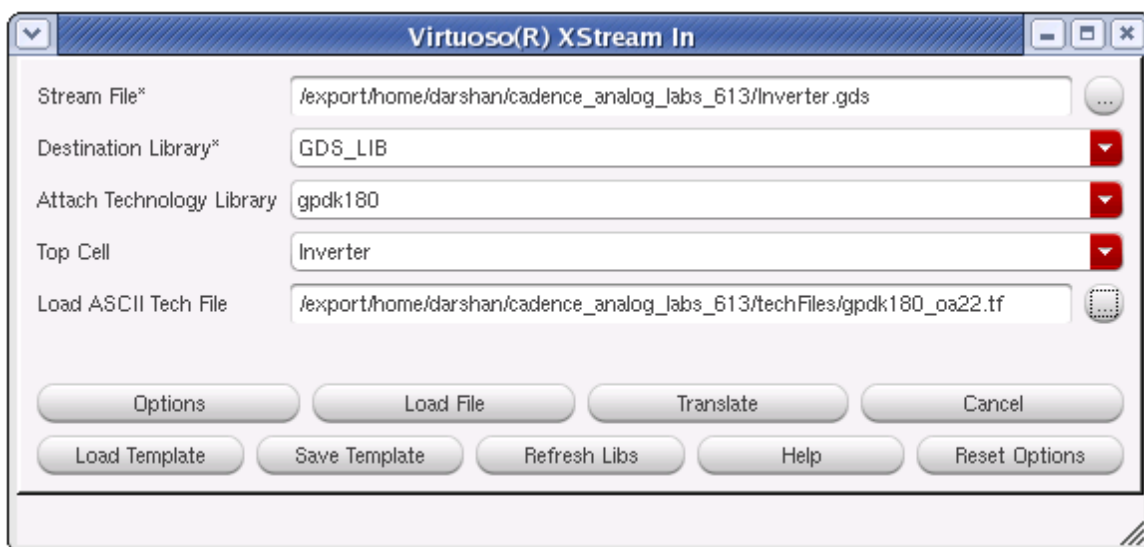 Virtuoso(R) XStream In
Stream File* /export/home/darshan/cadence_analog_labs_613/Inverter.gds ...
Destination Library* GDS_LIB
Attach Technology Library gpdk180
Top Cell Inverter
Load ASCII Tech File /export/home/darshan/cadence_analog_labs_613/techFiles/gpdk180_oa22.tf ...
Options Load File Translate Cancel
Load Template Save Template Refresh Libs Help Reset Options